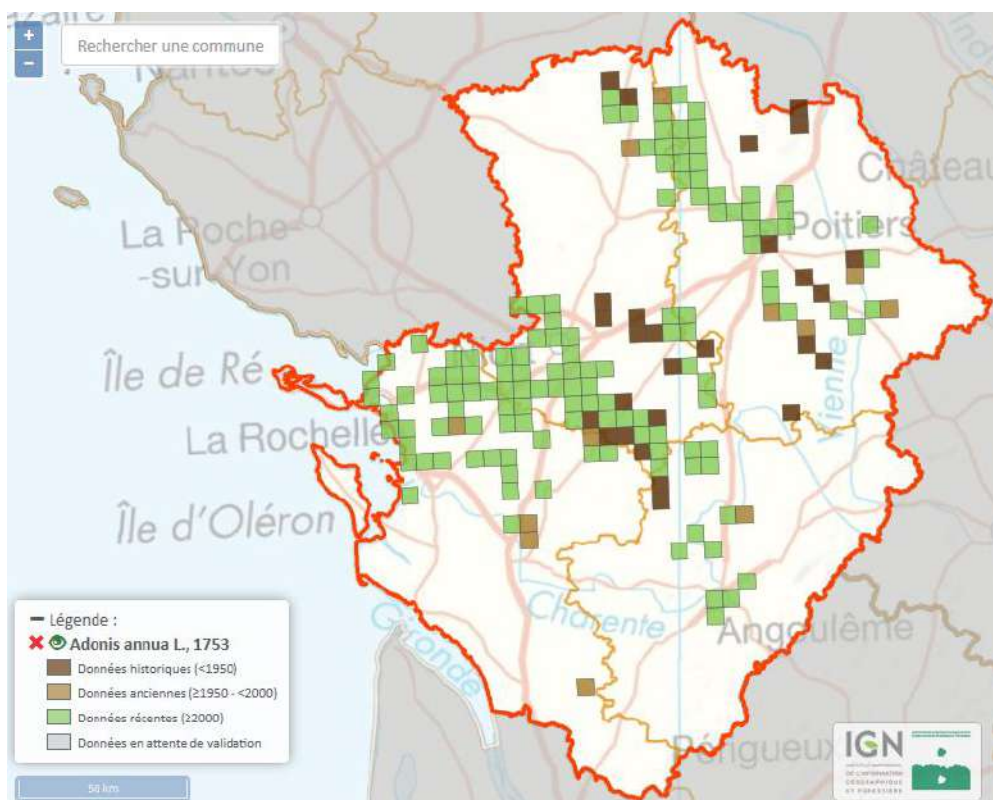 +
Rechercher une commune
−
Nantes
Château
Poitiers
La Roche-
-sur-Yon
Île de Ré
La Rochelle
Vienne
Île d'Oléron
Charente
Angoulême
Gironde
Légende :
Adonis annua L., 1753
Données historiques (<1950)
Données anciennes (≥1950 - <2000)
Données récentes (≥2000)
Données en attente de validation
Périgueux
IGN
50 km